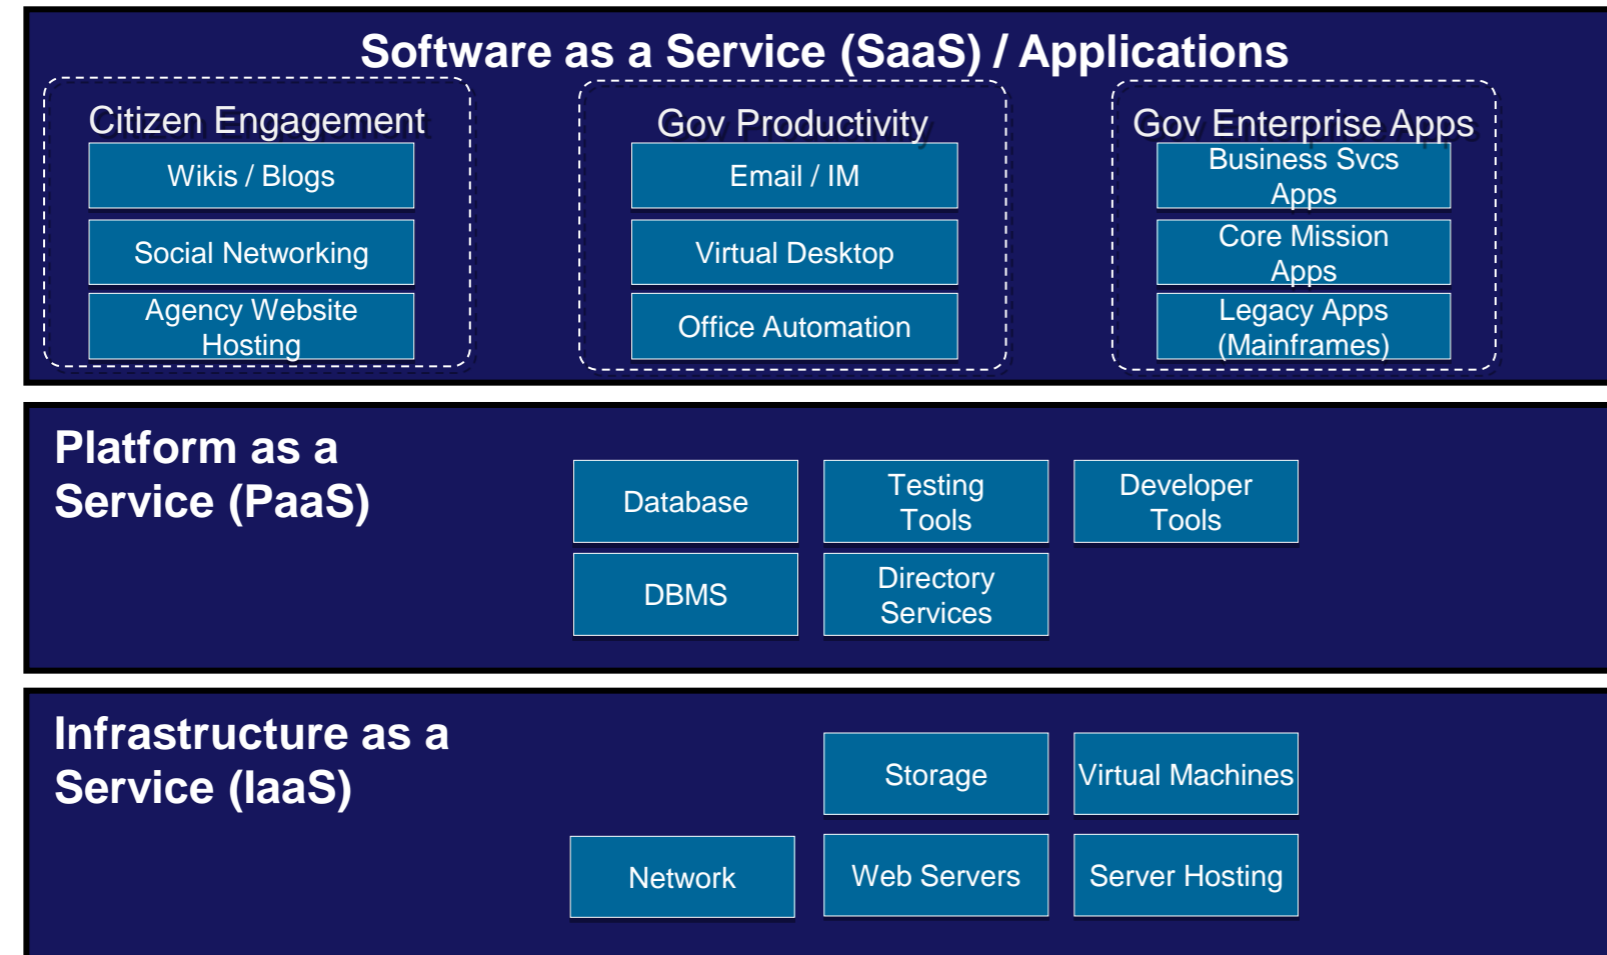 Software as a Service (SaaS) / Applications
Citizen Engagement
Wikis / Blogs
Social Networking
Agency Website
Hosting
Gov Productivity
Email / IM
Virtual Desktop
Office Automation
Gov Enterprise Apps
Business Svcs
Apps
Core Mission
Apps
Legacy Apps
(Mainframes)
Platform as a
Service (PaaS)
Database
Testing
Tools
Developer
Tools
DBMS
Directory
Services
Infrastructure as a
Service (IaaS)
Storage
Virtual Machines
Network
Web Servers
Server Hosting